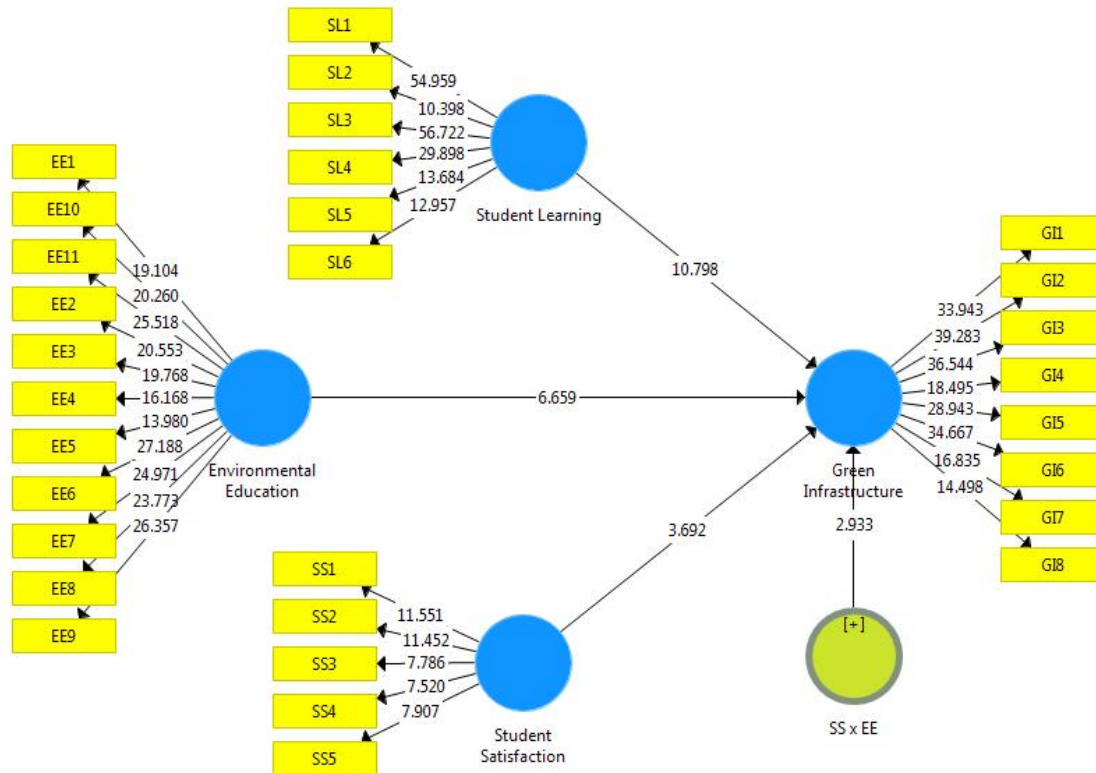 SL1
SL2
SL3
SL4
SL5
SL6
54.959
10.398
56.722
29.898
13.684
12.957
Student Learning
EE1
EE10
EE11
EE2
EE3
EE4
EE5
EE6
EE7
EE8
EE9
19.104
20.260
25.518
20.553
19.768
16.168
13.980
27.188
24.971
23.773
26.357
Environmental
Education
10.798
6.659
3.692
2.933
SS1
SS2
SS3
SS4
SS5
11.551
11.452
7.786
7.520
7.907
Student
Satisfaction
Green
Infrastructure
33.943
39.283
36.544
18.495
28.943
34.667
16.835
14.498
GI1
GI2
GI3
GI4
GI5
GI6
GI7
GI8
[+]
SS x EE